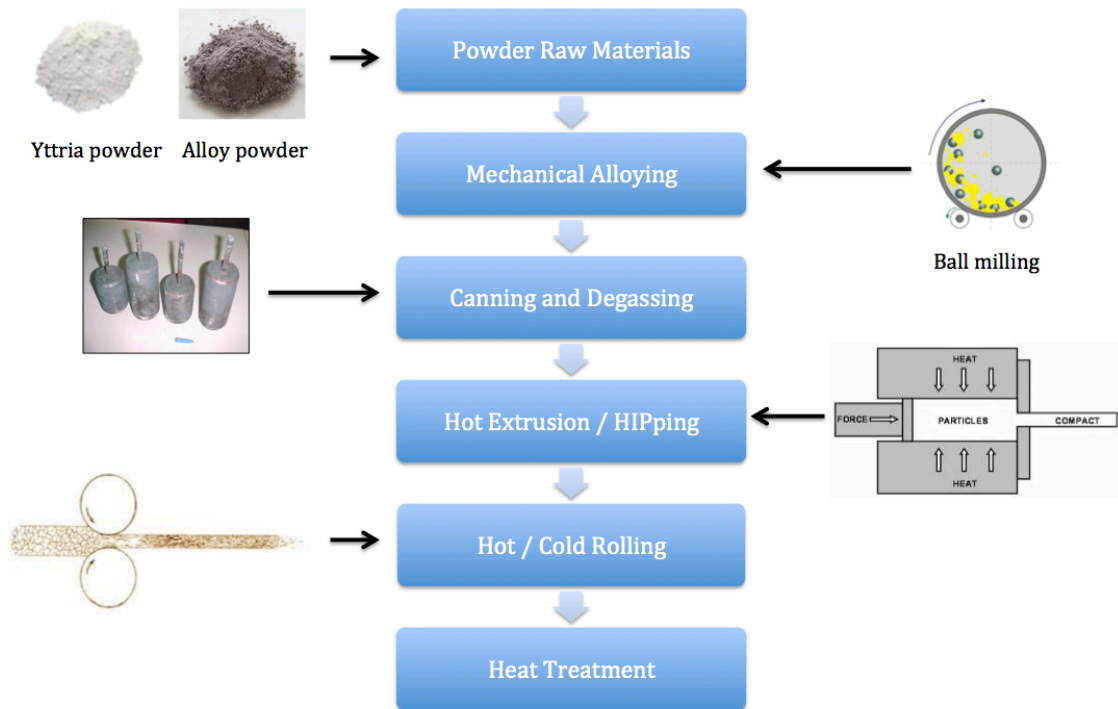 Powder Raw Materials
Yttria powder
Alloy powder
Mechanical Alloying
Ball milling
Canning and Degassing
HEAT
FORCE
PARTICLES
COMPACT
HEAT
Hot Extrusion / HIPping
Hot / Cold Rolling
Heat Treatment